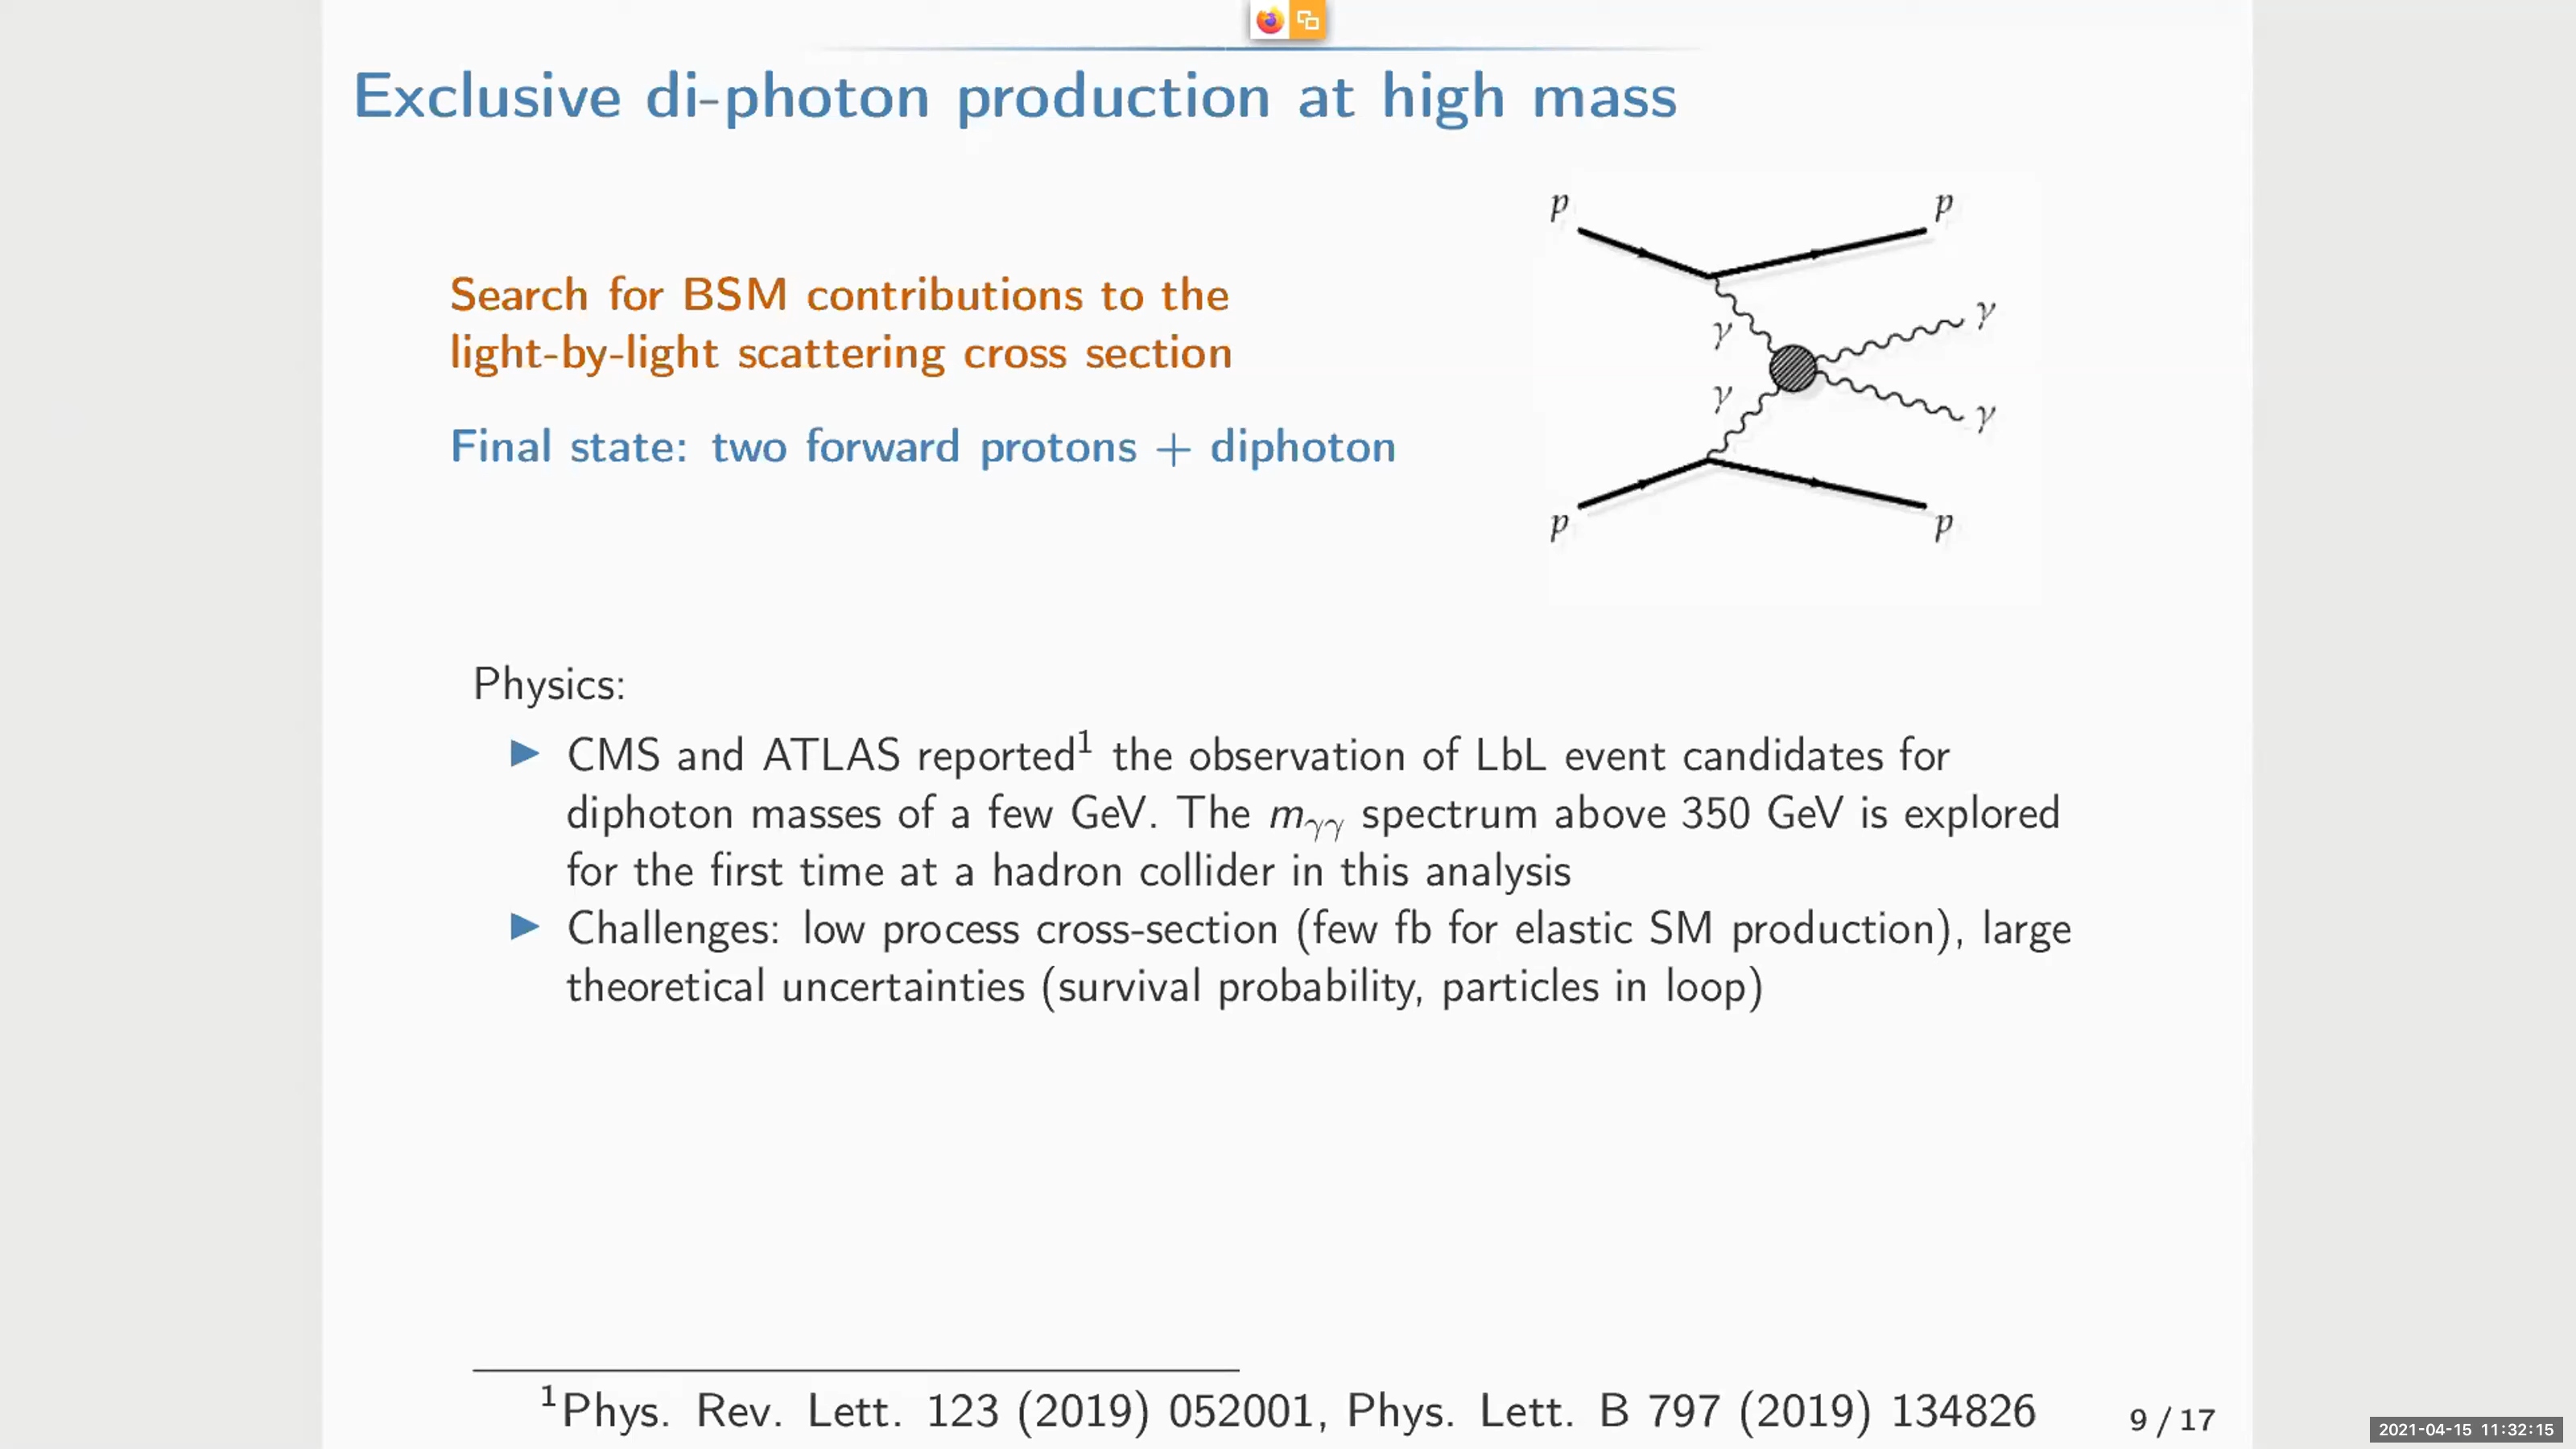 Exclusive di-photon production at high mass
Search for BSM contributions to the
light-by-light scattering cross section
Final state: two forward protons + diphoton
p
p
γ
γ
γ
γ
p
p
Physics:
▶ CMS and ATLAS reported¹ the observation of LbL event candidates for
diphoton masses of a few GeV. The mγγ spectrum above 350 GeV is explored
for the first time at a hadron collider in this analysis
▶ Challenges: low process cross-section (few fb for elastic SM production), large
theoretical uncertainties (survival probability, particles in loop)
¹Phys. Rev. Lett. 123 (2019) 052001, Phys. Lett. B 797 (2019) 134826
9 / 17
2021-04-15 11:32:15